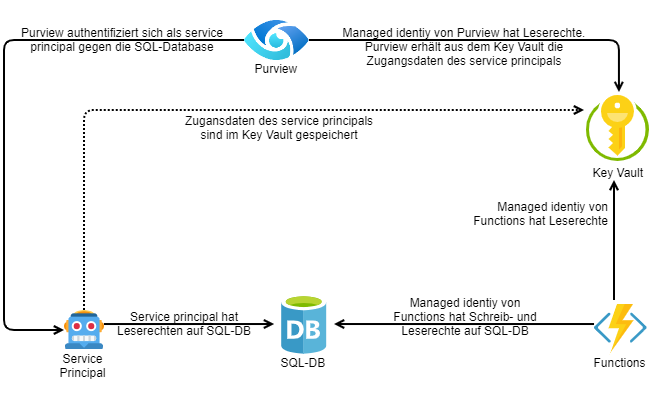 Purview authentifiziert sich als service
principal gegen die SQL-Database
Purview
Managed identiy von Purview hat Leserechte.
Purview erhält aus dem Key Vault die
Zugangsdaten des service principals
Zugansdaten des service principals
sind im Key Vault gespeichert
Key Vault
Managed identiy von
Functions hat Leserechte
Service principal hat
Leserechten auf SQL-DB
DB
Managed identiy von
Functions hat Schreib- und
Leserechte auf SQL-DB
Service
Principal
SQL-DB
Functions